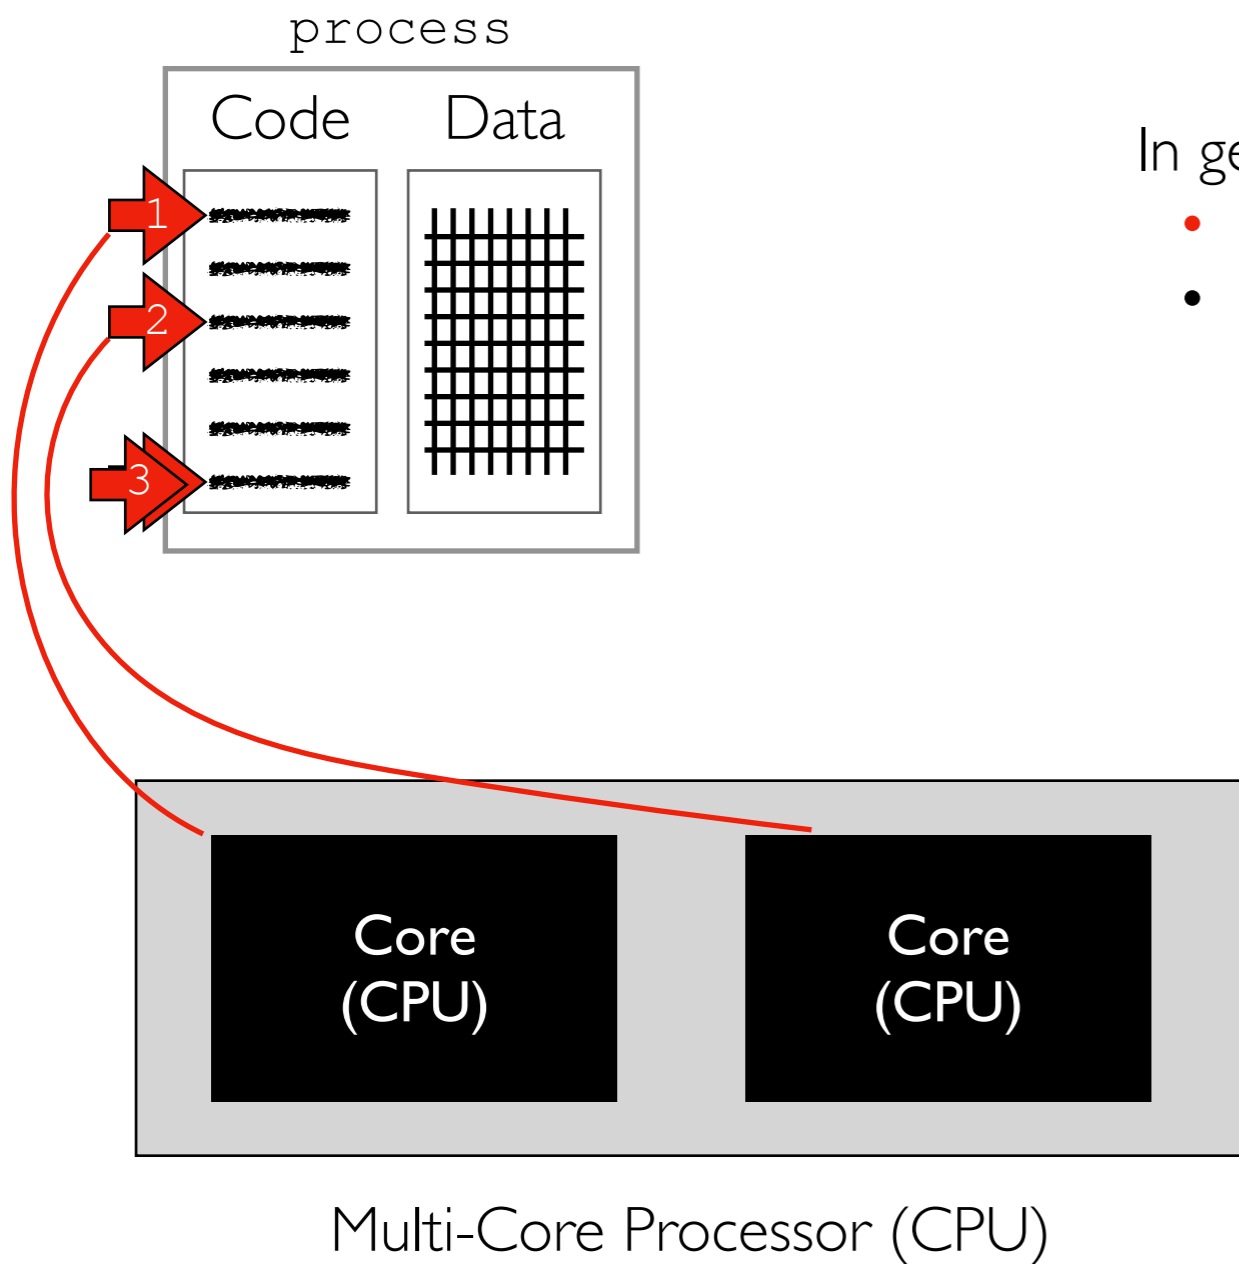 process
Code Data
1
2
3
In ge
Core
(CPU)
Core
(CPU)
Multi-Core Processor (CPU)